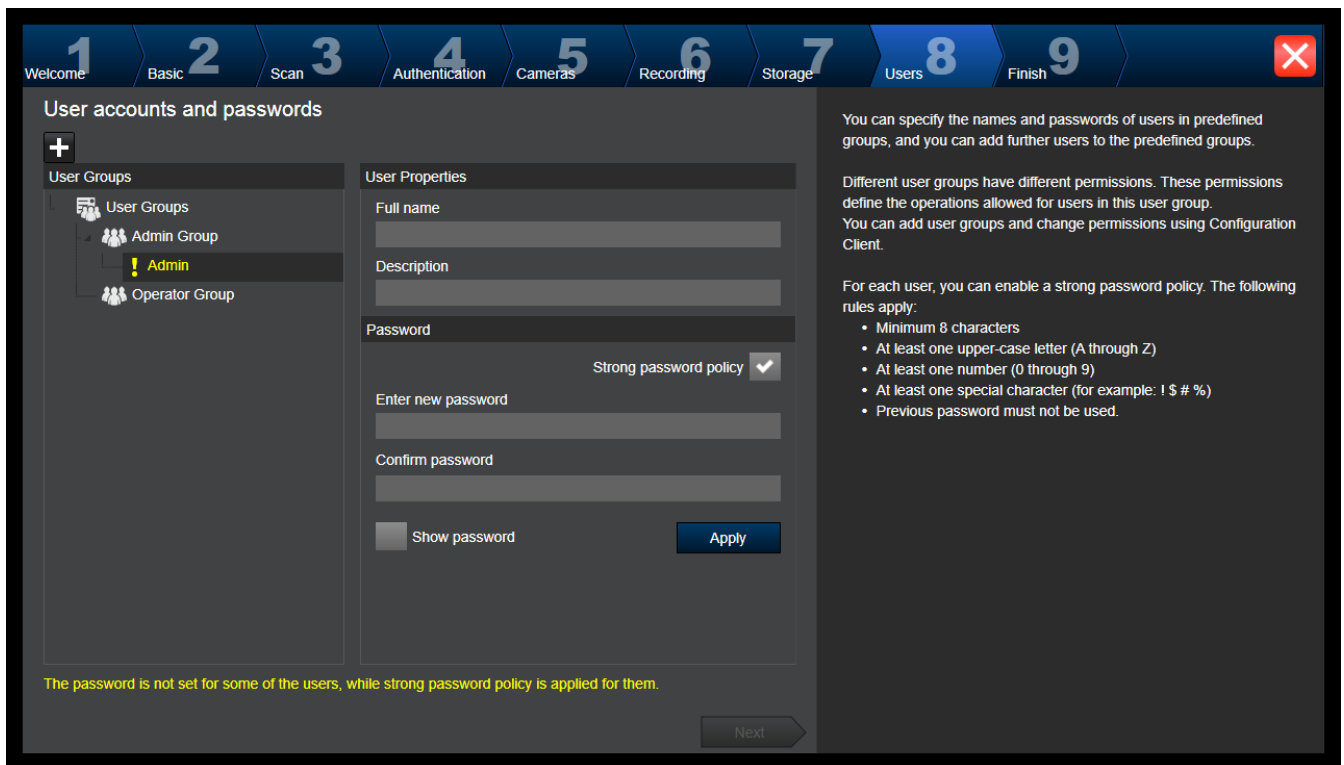 1 2 3 4 5 6 7 8 9
Welcome Basic Scan Authentication Cameras Recording Storage Users Finish
User accounts and passwords
User Groups
User Groups
Admin Group
Admin
Operator Group
User Properties
Full name
Description
Password
Strong password policy
Enter new password
Confirm password
Show password
Apply
The password is not set for some of the users, while strong password policy is applied for them.
Next
You can specify the names and passwords of users in predefined
groups, and you can add further users to the predefined groups.
Different user groups have different permissions. These permissions
define the operations allowed for users in this user group.
You can add user groups and change permissions using Configuration
Client.
For each user, you can enable a strong password policy. The following
rules apply:
• Minimum 8 characters
• At least one upper-case letter (A through Z)
• At least one number (0 through 9)
• At least one special character (for example: ! $ # %)
• Previous password must not be used.